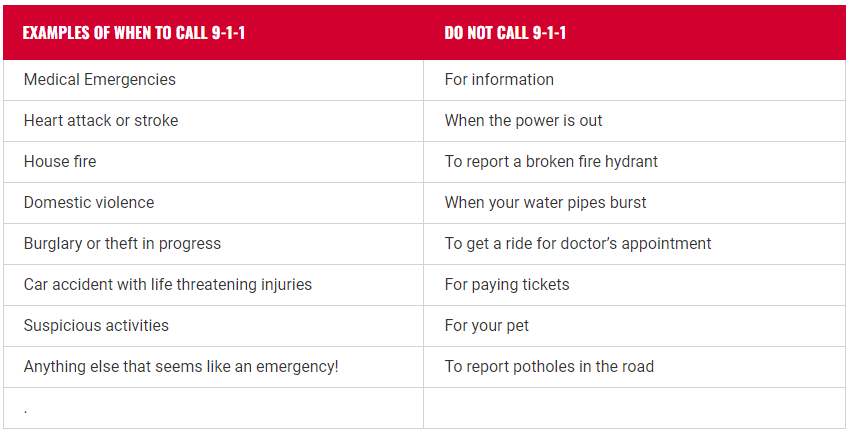 EXAMPLES OF WHEN TO CALL 9-1-1 DO NOT CALL 9-1-1
Medical Emergencies For information
Heart attack or stroke When the power is out
House fire To report a broken fire hydrant
Domestic violence When your water pipes burst
Burglary or theft in progress To get a ride for doctor’s appointment
Car accident with life threatening injuries For paying tickets
Suspicious activities For your pet
Anything else that seems like an emergency! To report potholes in the road
.